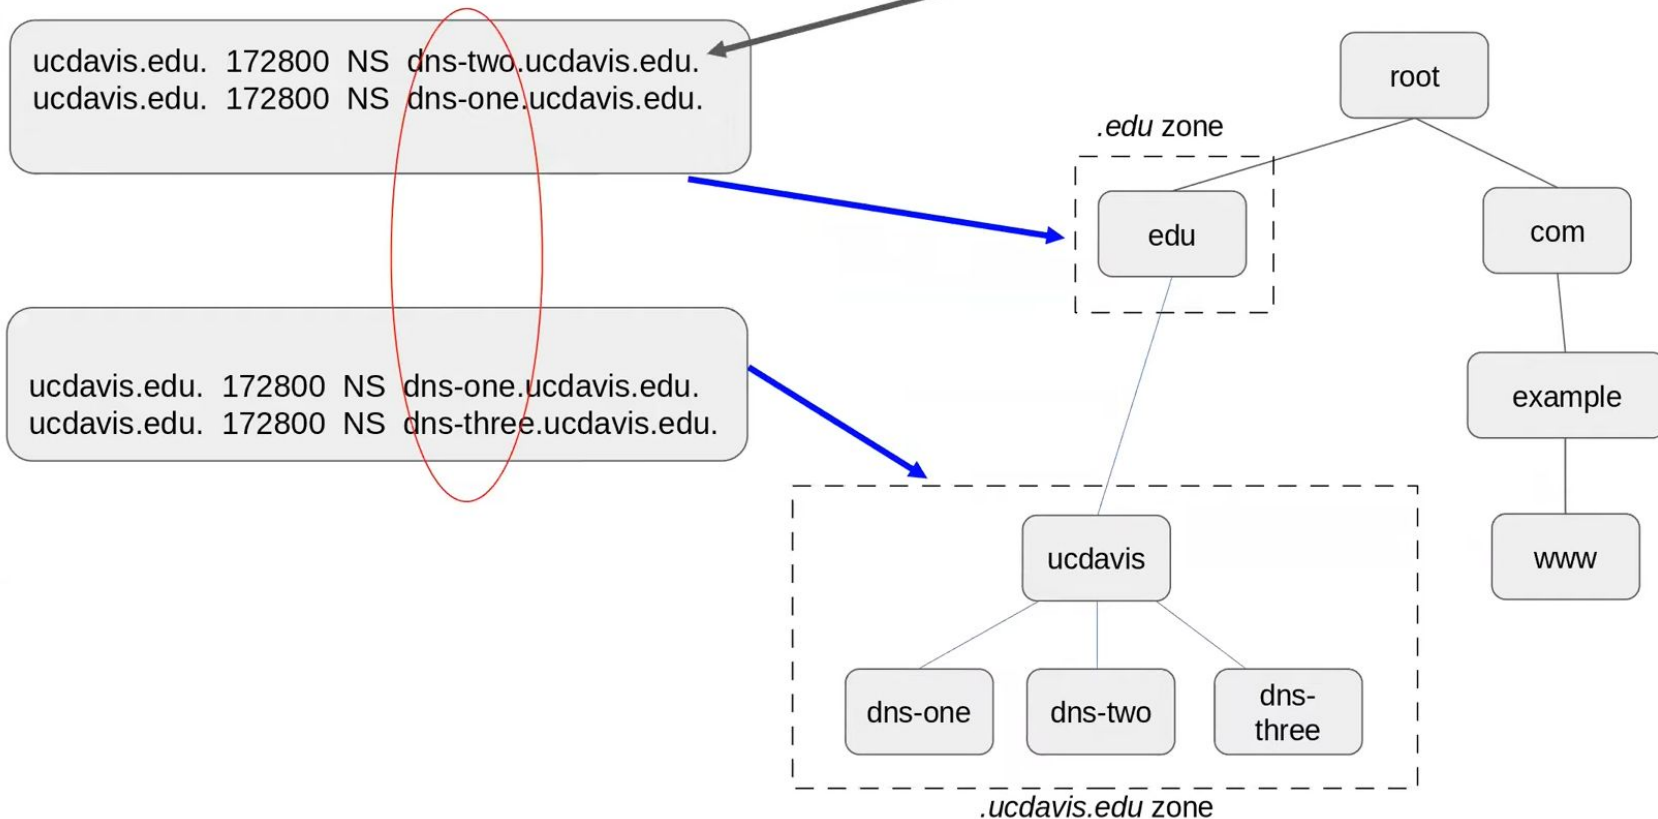 ucdavis.edu. 172800 NS dns-two.ucdavis.edu.
ucdavis.edu. 172800 NS dns-one.ucdavis.edu.
ucdavis.edu. 172800 NS dns-one.ucdavis.edu.
ucdavis.edu. 172800 NS dns-three.ucdavis.edu.
root
.edu zone
edu
com
example
www
ucdavis
dns-one
dns-two
dns-
three
.ucdavis.edu zone